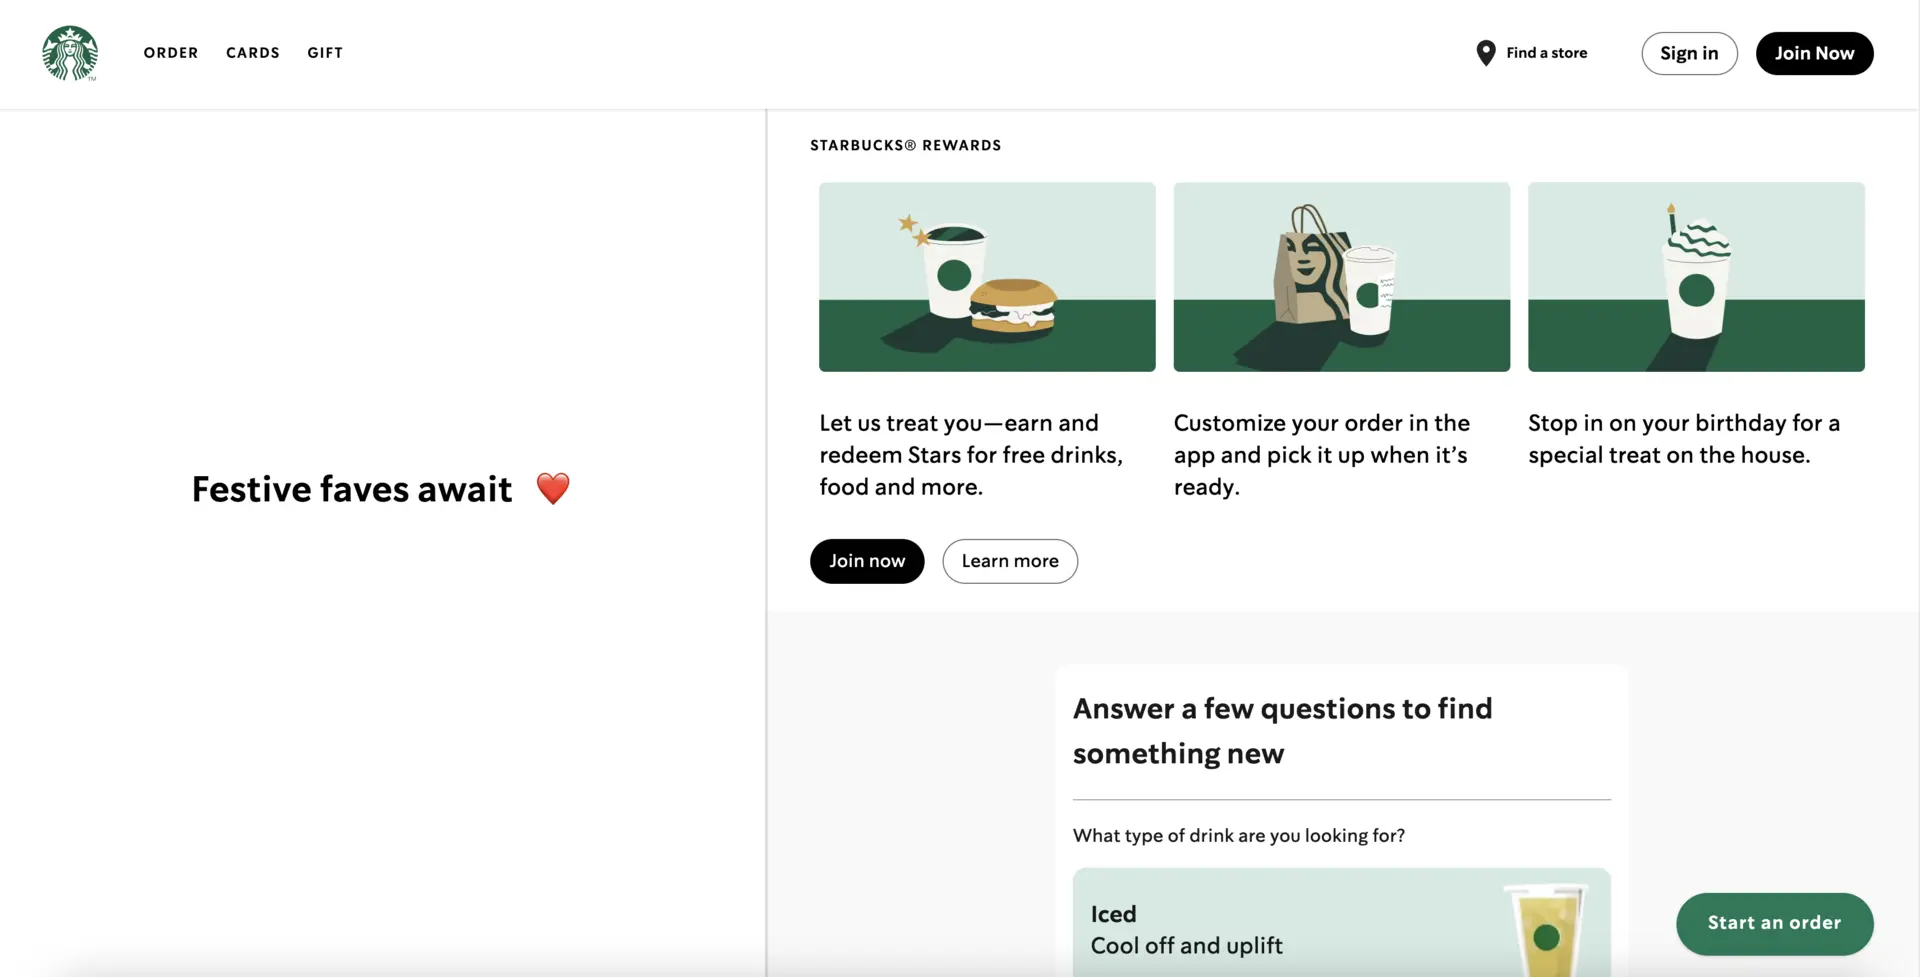 ORDER CARDS GIFT
Find a store
Sign in
Join Now
Festive faves await ❤️
STARBUCKS® REWARDS
Let us treat you—earn and
redeem Stars for free drinks,
food and more.
Customize your order in the
app and pick it up when it’s
ready.
Stop in on your birthday for a
special treat on the house.
Join now
Learn more
Answer a few questions to find
something new
What type of drink are you looking for?
Iced
Cool off and uplift
Start an order
TM